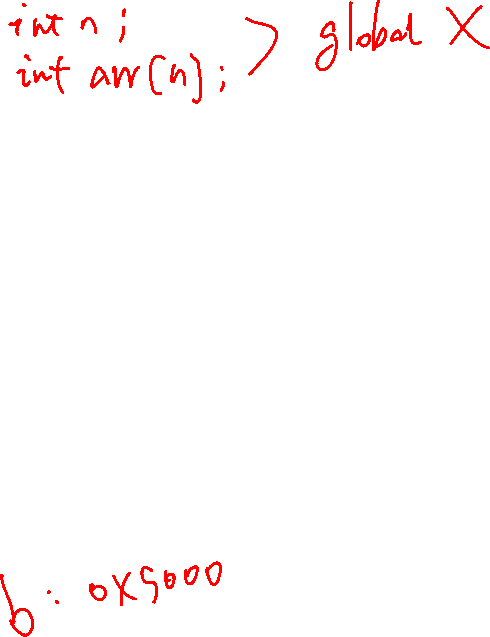 int n ;
int arr[n] ; > global X
b : 0x5000